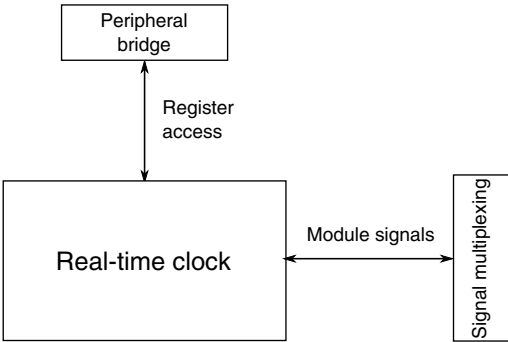 Peripheral
bridge
Register
access
Real-time clock
Module signals
Signal multiplexing